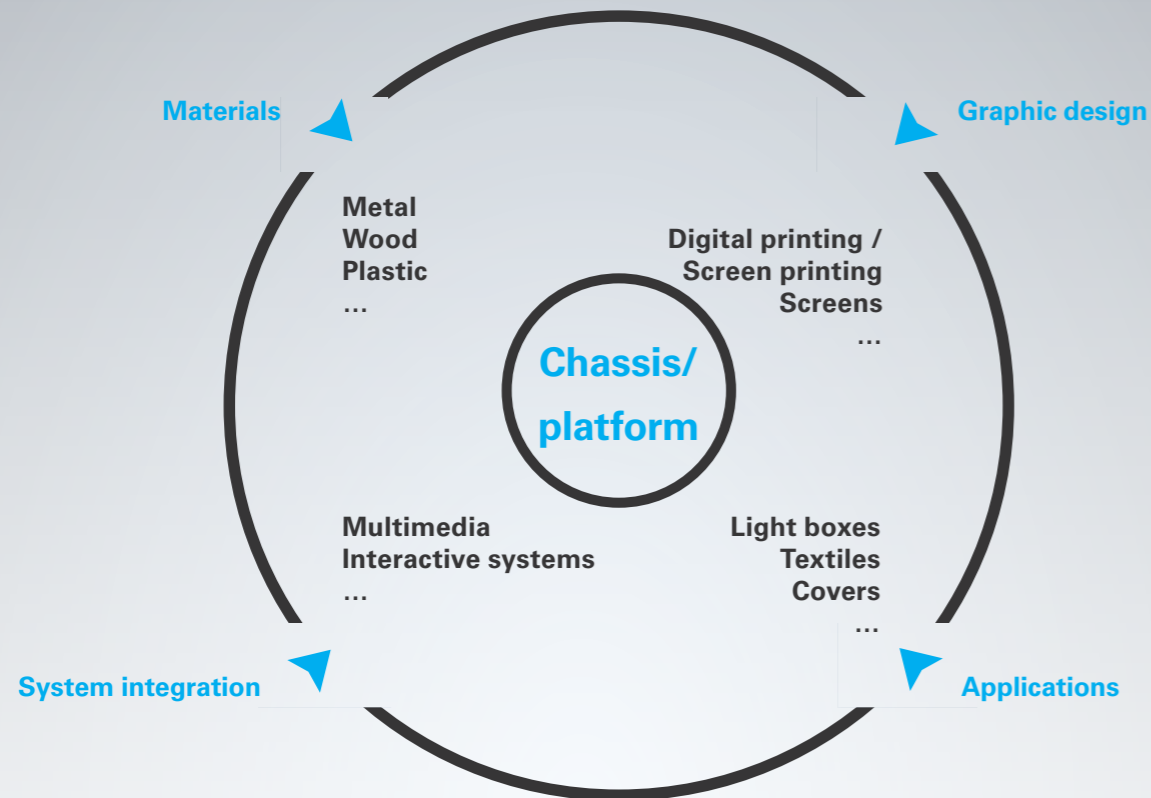 Materials
Graphic design
Metal
Wood
Plastic
…
Digital printing /
Screen printing
Screens
…
Chassis/
platform
Multimedia
Interactive systems
…
Light boxes
Textiles
Covers
…
System integration
Applications